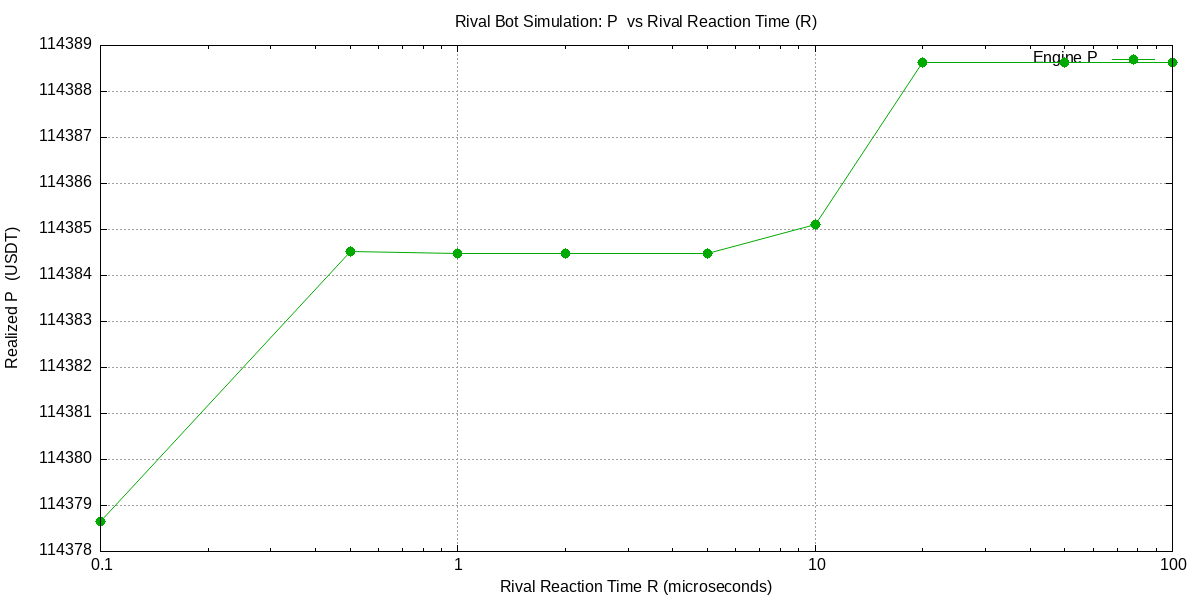 Rival Bot Simulation: P  vs Rival Reaction Time (R)
114389
Engine P
114388
114387
114386
114385
114384
114383
114382
114381
114380
114379
114378
Realized P  (USDT)
0.1 1 10 100
Rival Reaction Time R (microseconds)